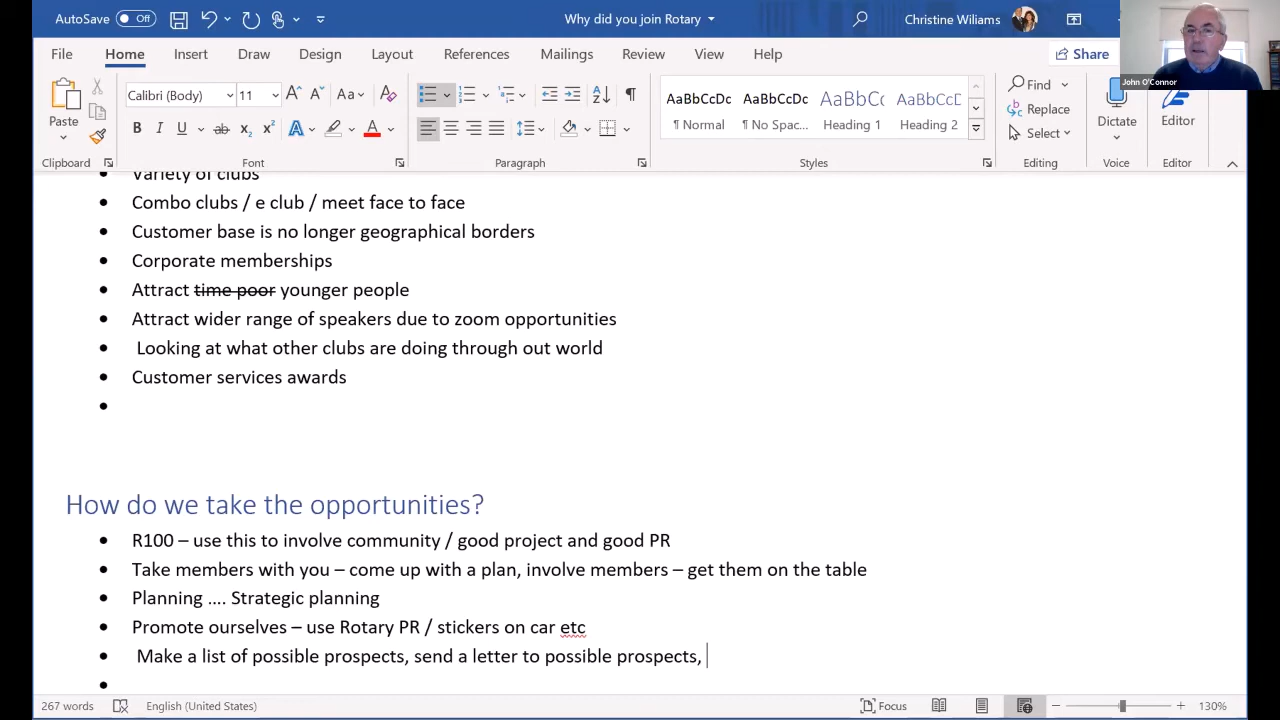 AutoSave Off Why did you join Rotary Christine Wiliams
John O'Connor
File Home Insert Draw Design Layout References Mailings Review View Help Share
Calibri (Body) 11 Aa AaBbCcDc AaBbCcDc AaBbCc AaBbCcD Find
Paste Replace Dictate Editor
B I U ab x2 x2 A A ¶ Normal ¶ No Spac... Heading 1 Heading 2 Select
Clipboard Font Paragraph Styles Editing Voice Editor
Variety of clubs
Combo clubs / e club / meet face to face
Customer base is no longer geographical borders
Corporate memberships
Attract time poor younger people
Attract wider range of speakers due to zoom opportunities
Looking at what other clubs are doing through out world
Customer services awards
How do we take the opportunities?
R100 – use this to involve community / good project and good PR
Take members with you – come up with a plan, involve members – get them on the table
Planning .... Strategic planning
Promote ourselves – use Rotary PR / stickers on car etc
Make a list of possible prospects, send a letter to possible prospects,
267 words English (United States) Focus 130%